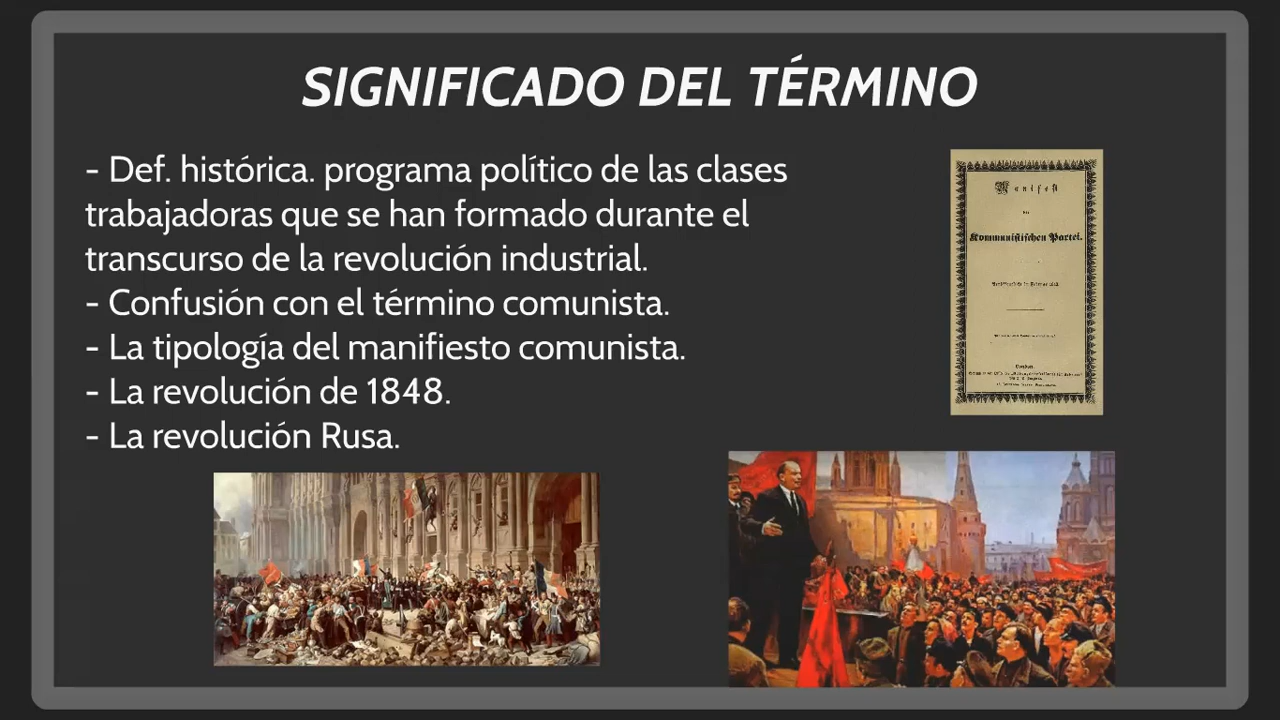 SIGNIFICADO DEL TÉRMINO
- Def. histórica. programa político de las clases
trabajadoras que se han formado durante el
transcurso de la revolución industrial.
- Confusión con el término comunista.
- La tipología del manifiesto comunista.
- La revolución de 1848.
- La revolución Rusa.
Manifest
der
Kommunistischen Partei.